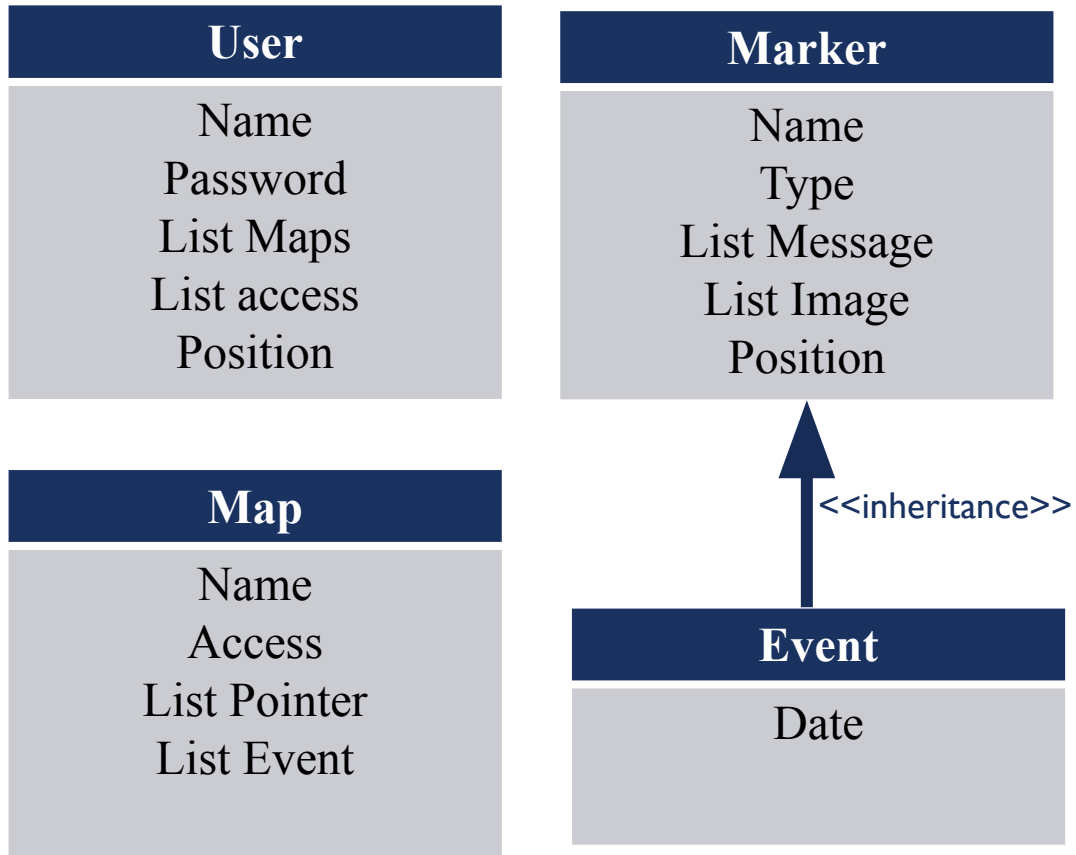 User
Name
Password
List Maps
List access
Position
Marker
Name
Type
List Message
List Image
Position
<<inheritance>>
Map
Name
Access
List Pointer
List Event
Event
Date